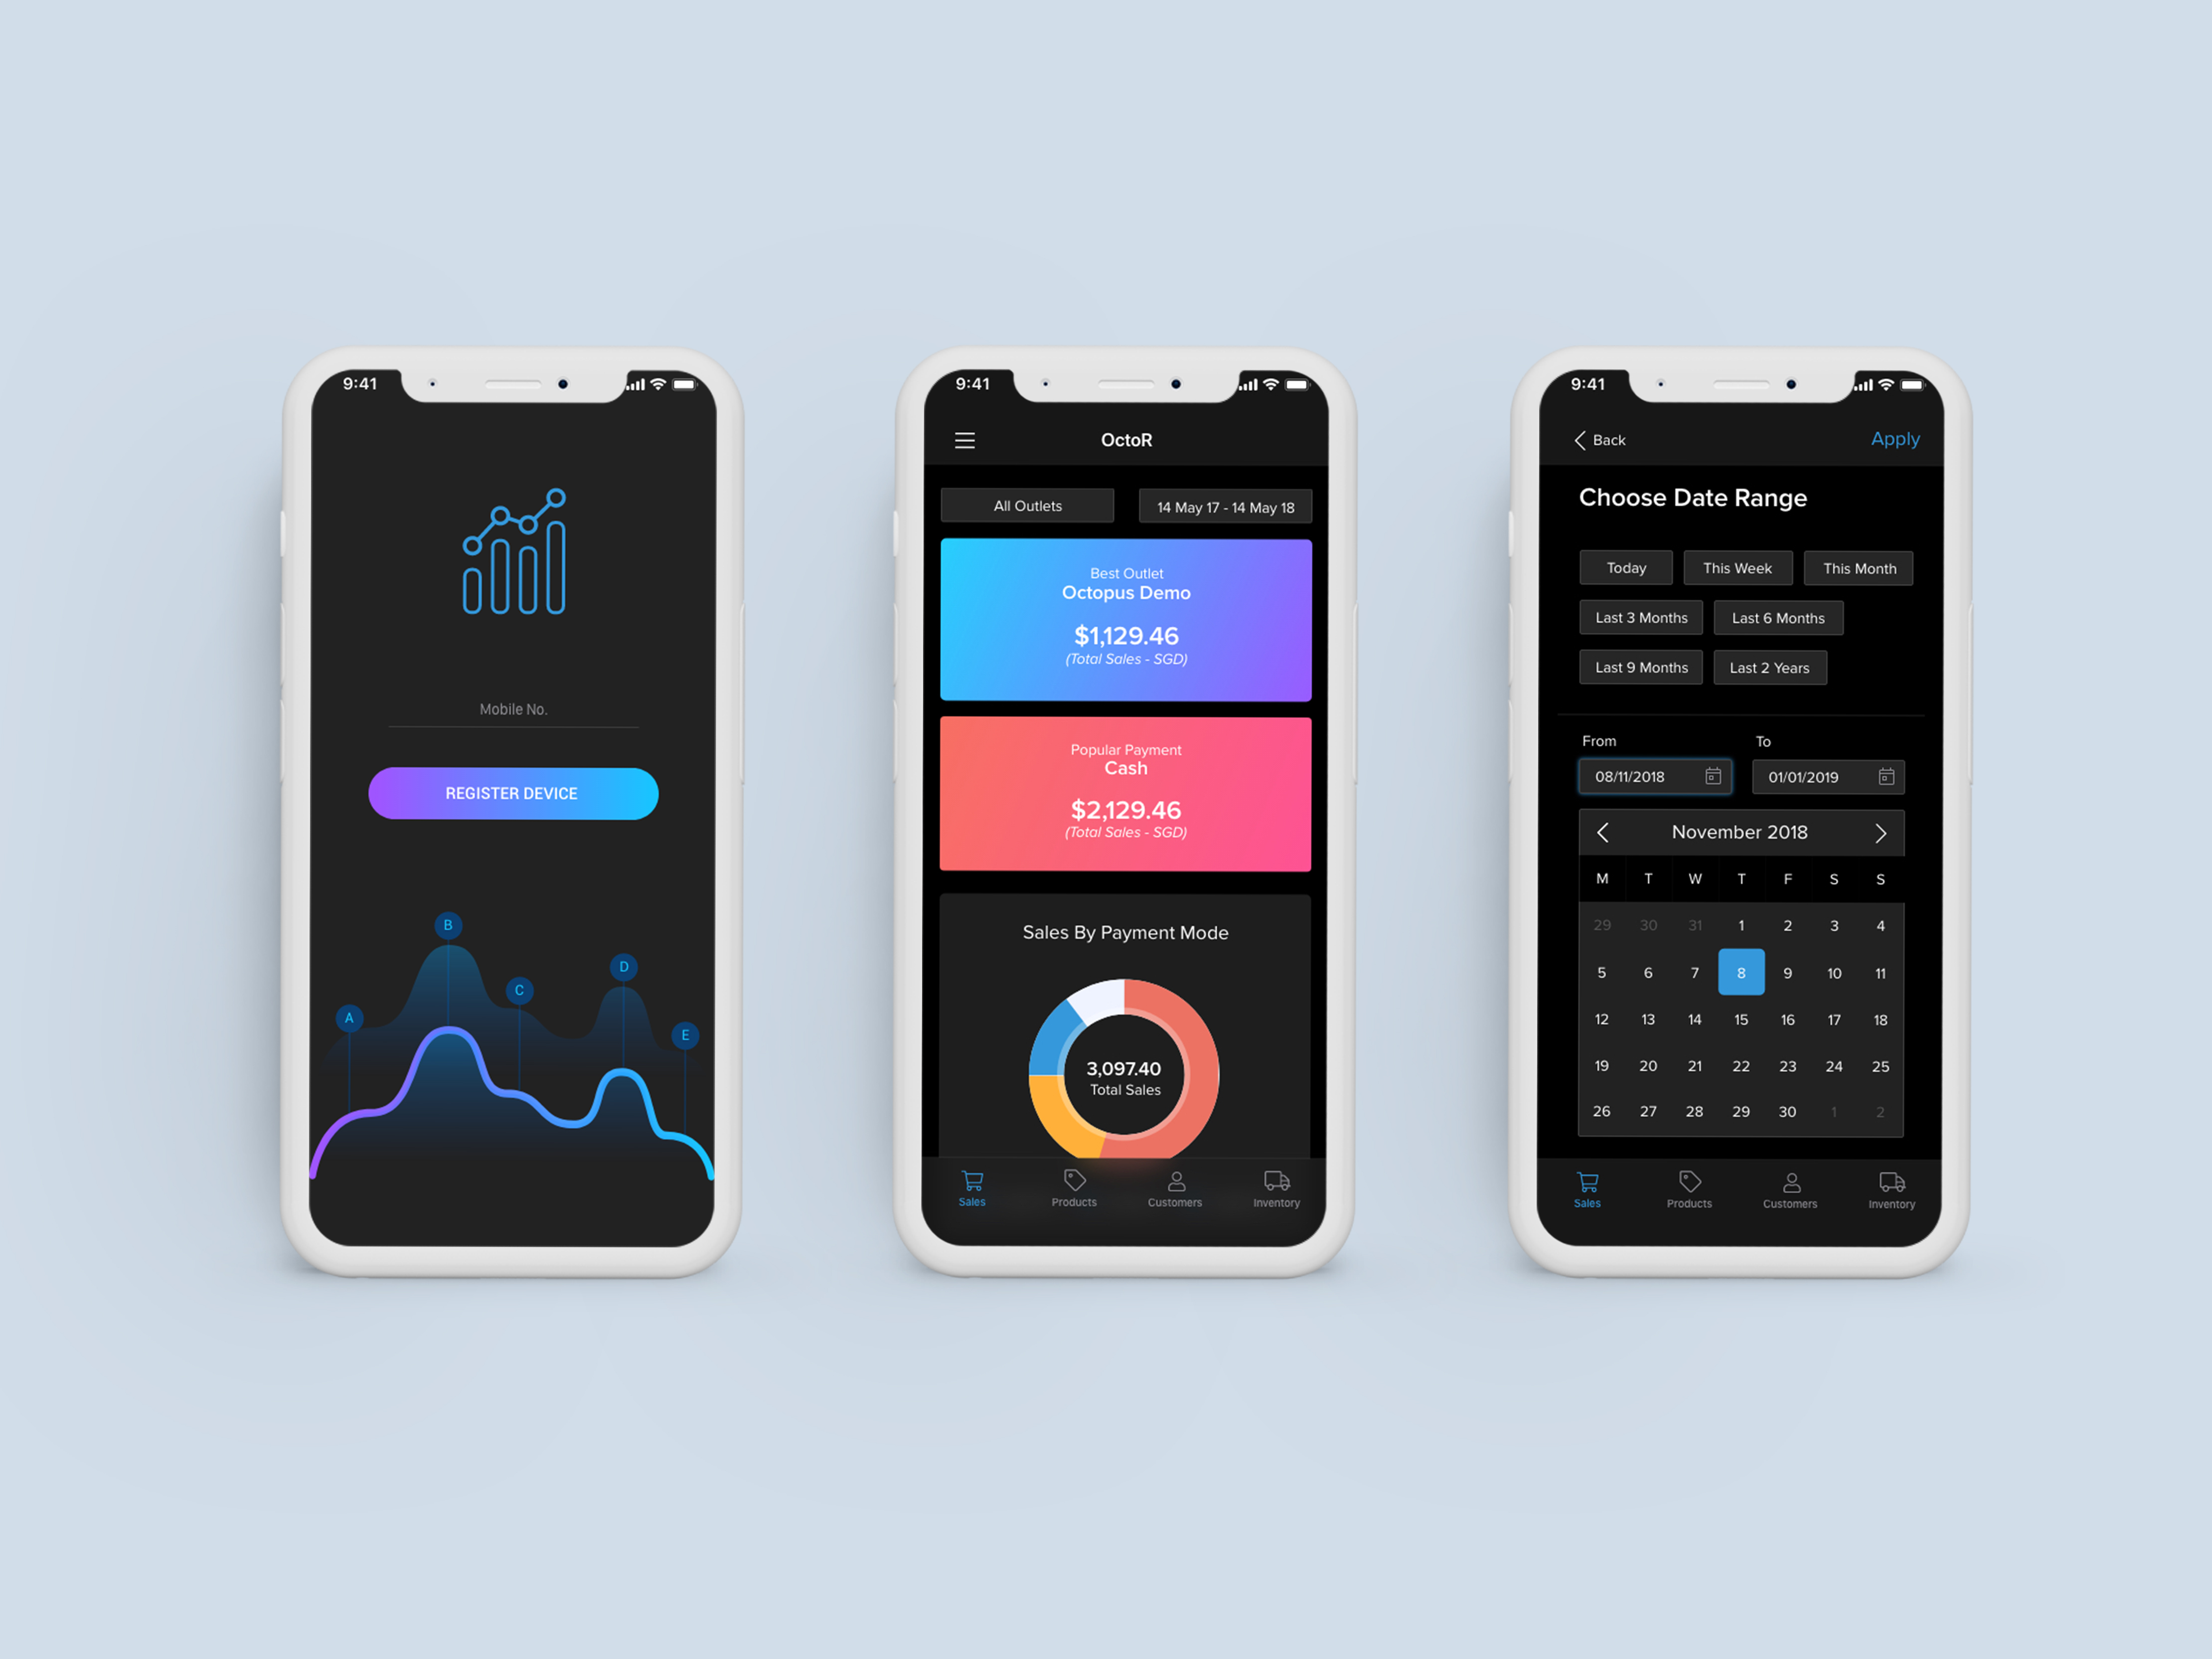 9:41
Mobile No.
REGISTER DEVICE
A
B
C
D
E
9:41
OctoR
All Outlets
14 May 17 - 14 May 18
Best Outlet
Octopus Demo
$1,129.46
(Total Sales - SGD)
Popular Payment
Cash
$2,129.46
(Total Sales - SGD)
Sales By Payment Mode
3,097.40
Total Sales
Sales Products Customers Inventory
9:41
Back Apply
Choose Date Range
Today This Week This Month
Last 3 Months Last 6 Months
Last 9 Months Last 2 Years
From To
08/11/2018 01/01/2019
November 2018
M T W T F S S
29 30 31 1 2 3 4
5 6 7 8 9 10 11
12 13 14 15 16 17 18
19 20 21 22 23 24 25
26 27 28 29 30 1 2
Sales Products Customers Inventory